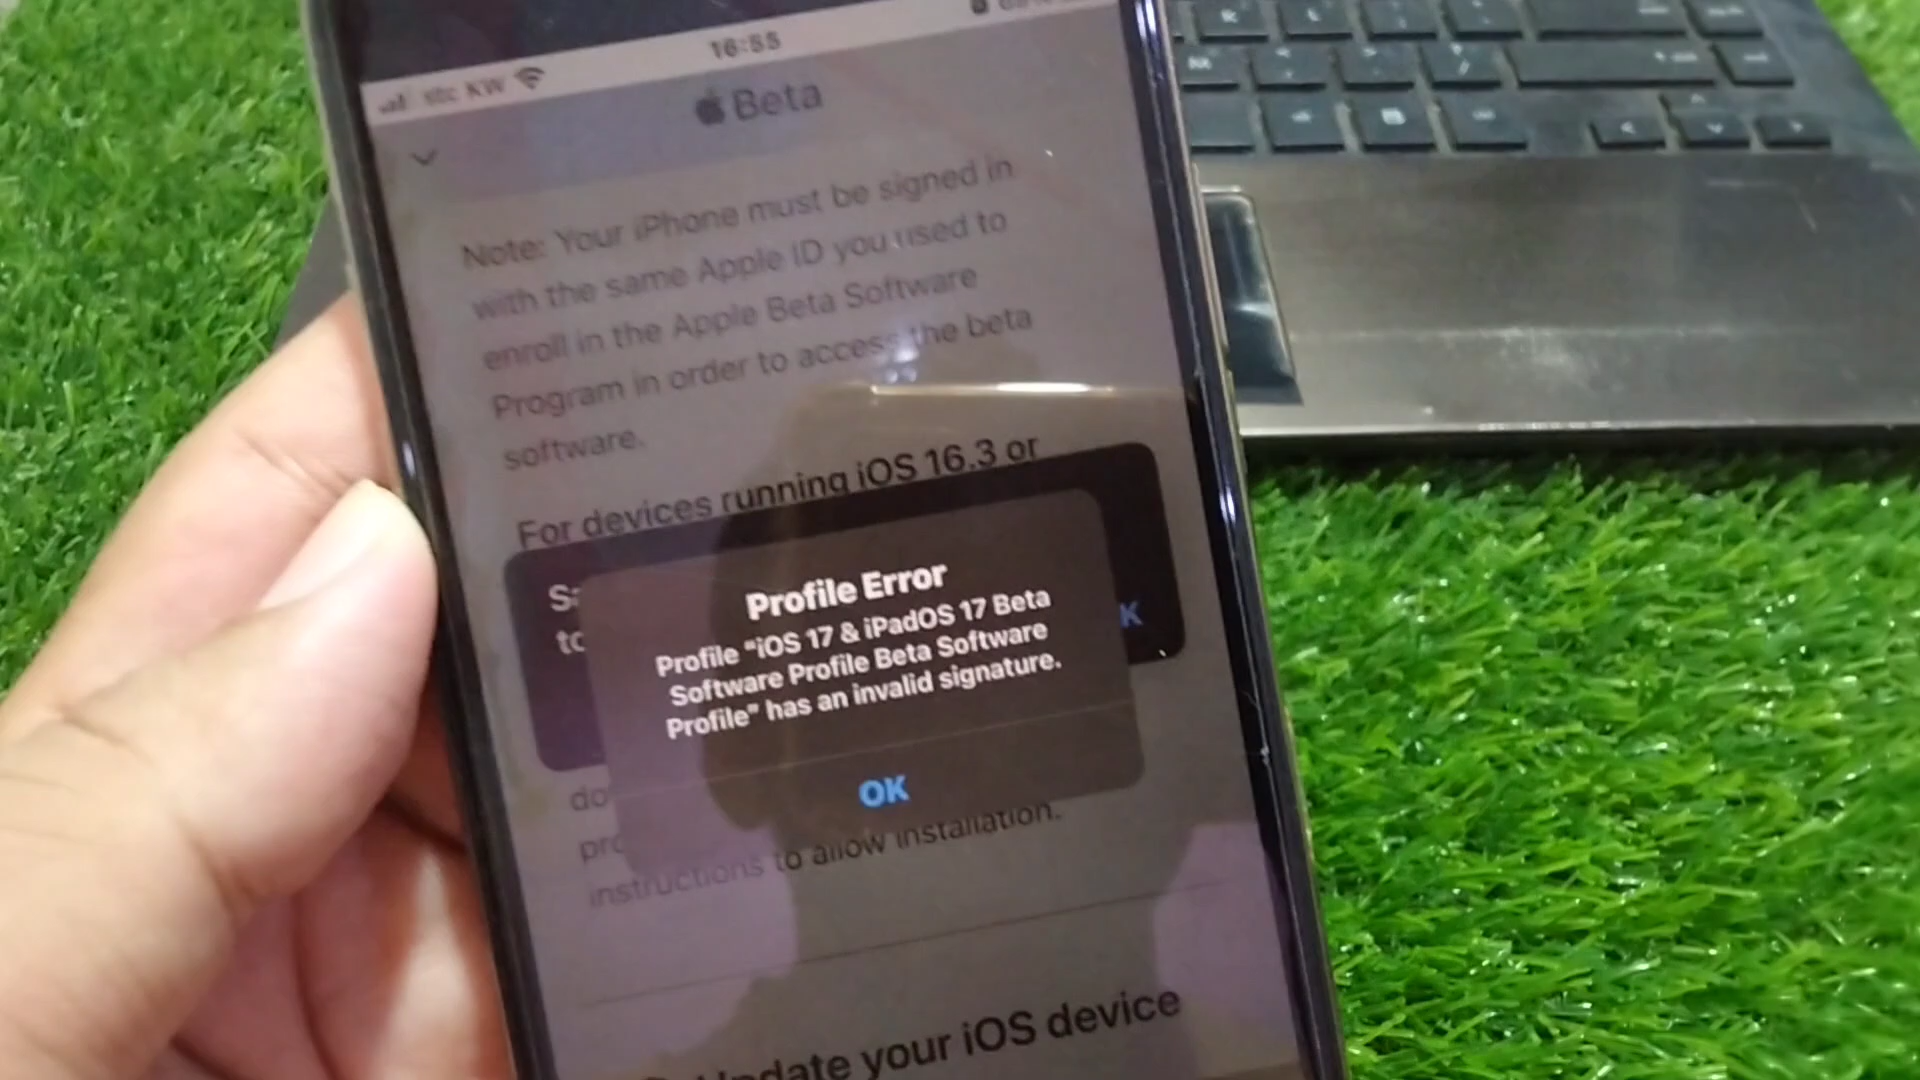 stc KW
16:55
Beta
Note: Your iPhone must be signed in
with the same Apple ID you used to
enroll in the Apple Beta Software
Program in order to access the beta
software.
For devices running iOS 16.3 or
Profile Error
Profile "iOS 17 & iPadOS 17 Beta
Software Profile Beta Software
Profile" has an invalid signature.
OK
instructions to allow installation.
Update your iOS device